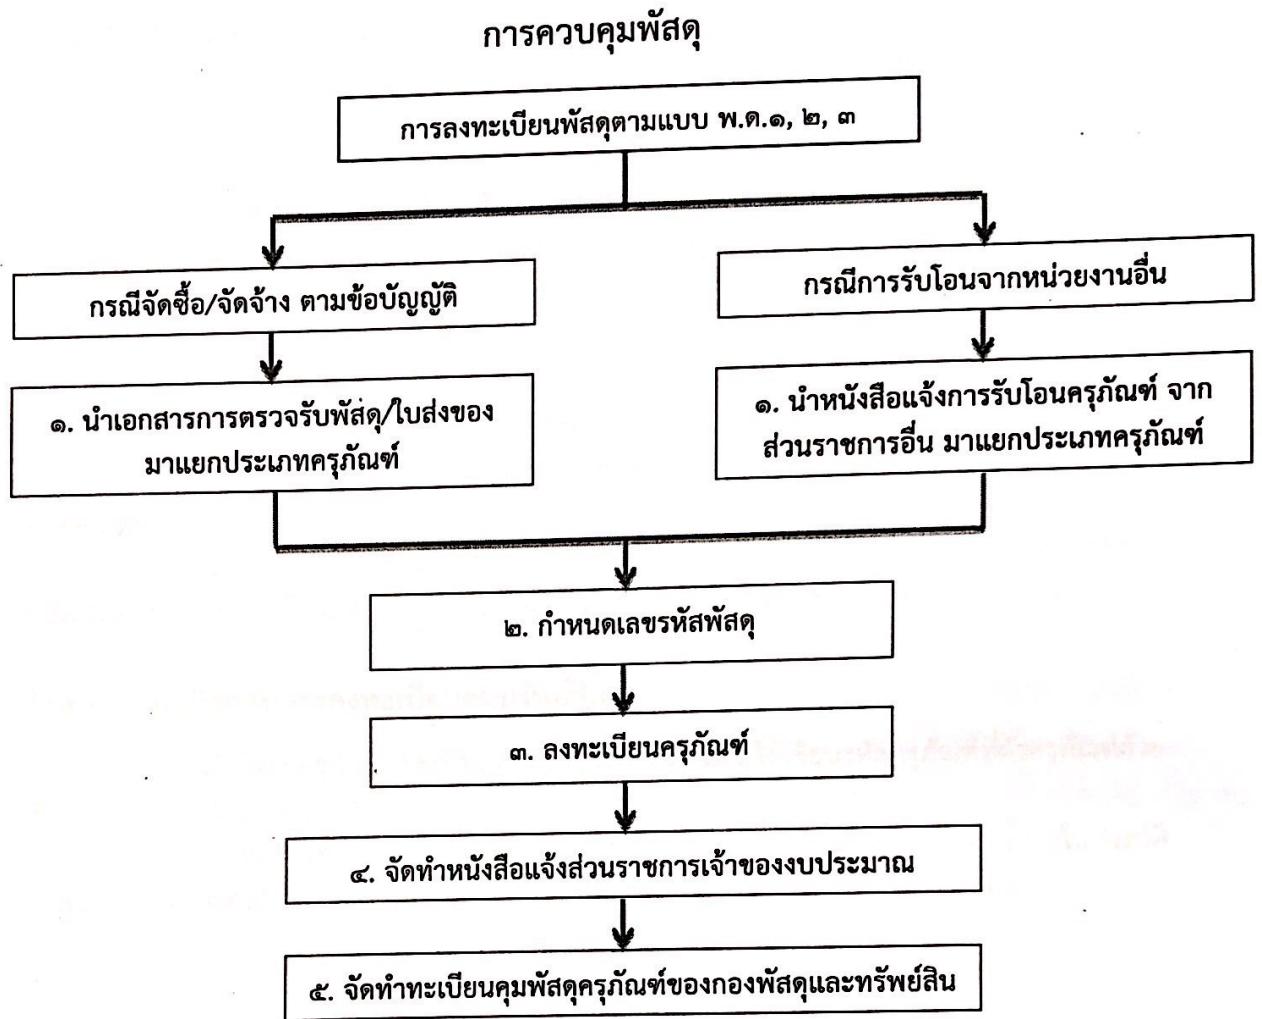 การควบคุมพัสดุ
การลงทะเบียนพัสดุตามแบบ พ.ด.๑, ๒, ๓
กรณีจัดซื้อ/จัดจ้าง ตามข้อบัญญัติ
กรณีการรับโอนจากหน่วยงานอื่น
๑. นำเอกสารการตรวจรับพัสดุ/ใบส่งของ
มาแยกประเภทครุภัณฑ์
๑. นำหนังสือแจ้งการรับโอนครุภัณฑ์ จาก
ส่วนราชการอื่น มาแยกประเภทครุภัณฑ์
๒. กำหนดเลขรหัสพัสดุ
๓. ลงทะเบียนครุภัณฑ์
๔. จัดทำหนังสือแจ้งส่วนราชการเจ้าของงบประมาณ
๕. จัดทำทะเบียนคุมพัสดุครุภัณฑ์ของกองพัสดุและทรัพย์สิน